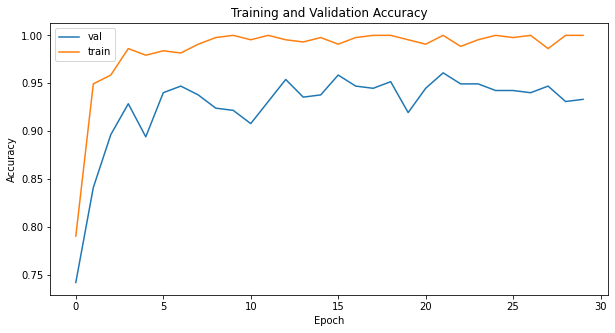 Training and Validation Accuracy
val
train
1.00
0.95
0.90
0.85
0.80
0.75
Accuracy
0 5 10 15 20 25 30
Epoch